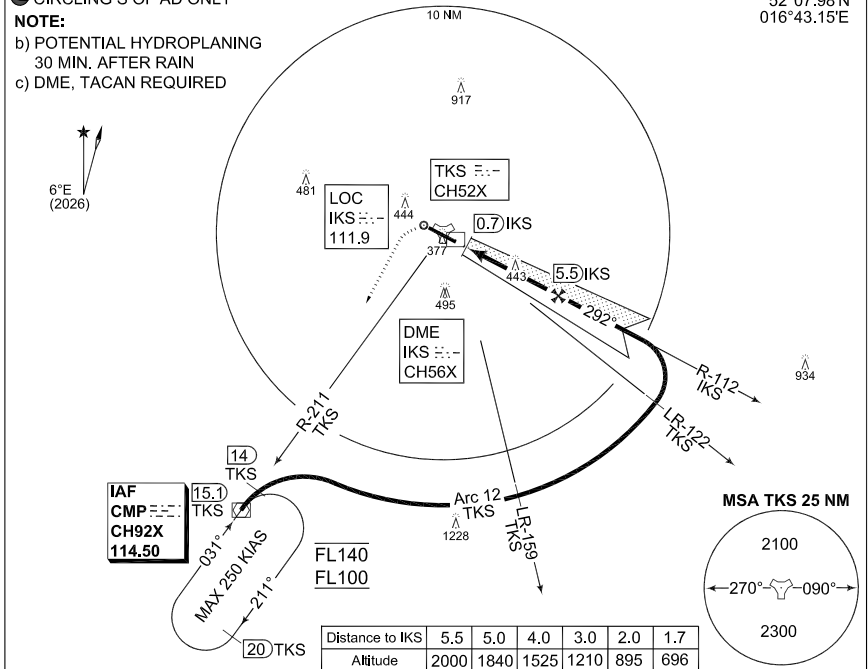 CIRCLING S OF AD ONLY
52°07.98'N
016°43.15'E
NOTE:
b) POTENTIAL HYDROPLANING
30 MIN. AFTER RAIN
c) DME, TACAN REQUIRED
10 NM
917
6°E
(2026)
481
444
LOC
IKS
111.9
TKS
CH52X
0.7 IKS
377
443
5.5 IKS
495
292°
DME
IKS
CH56X
934
R-112
IKS
LR-122
TKS
R-211
TKS
14
TKS
15.1
TKS
IAF
CMP
CH92X
114.50
Arc 12
TKS
1228
LR-159
TKS
031°
MAX 250 KIAS
211°
20 TKS
FL140
FL100
MSA TKS 25 NM
2100
270° 090°
2300
Distance to IKS 5.5 5.0 4.0 3.0 2.0 1.7
Altitude 2000 1840 1525 1210 895 696